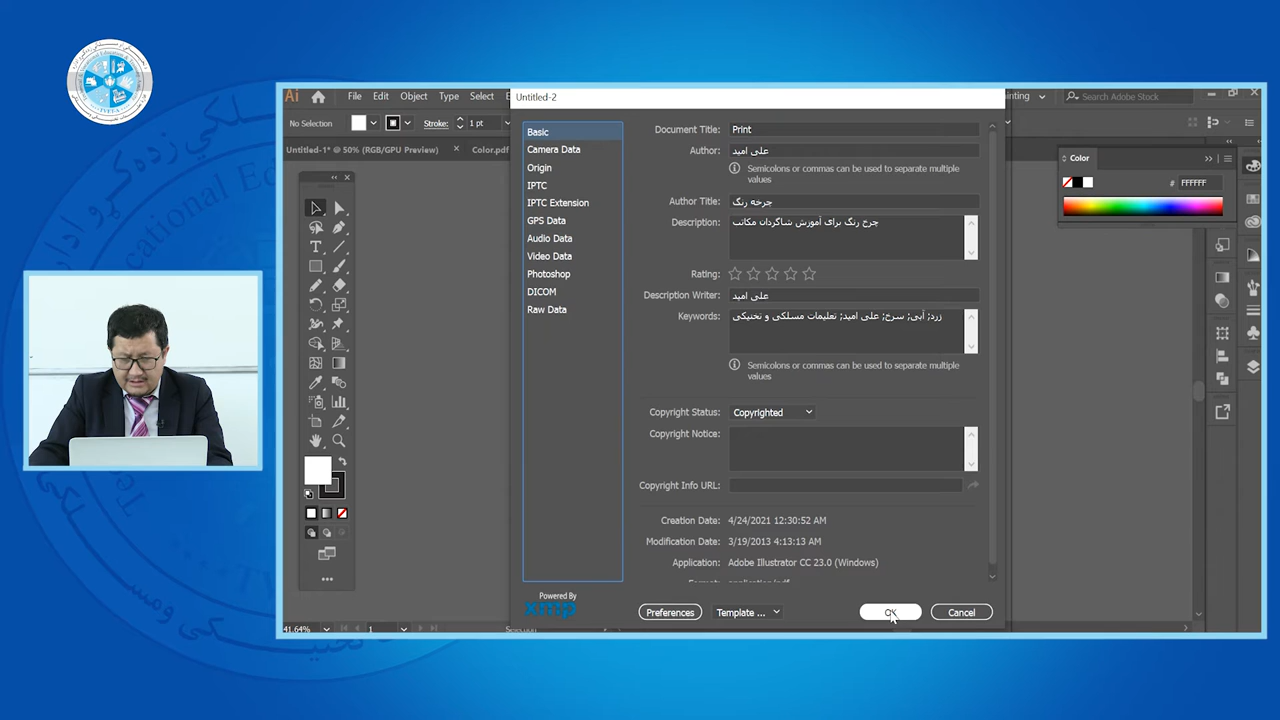 Untitled-2
File Edit Object Type Select
Search Adobe Stock
No Selection
Stroke:
1 pt
Untitled-1* @ 50% (RGB/GPU Preview)
Color.pdf
Basic
Camera Data
Origin
IPTC
IPTC Extension
GPS Data
Audio Data
Video Data
Photoshop
DICOM
Raw Data
Powered By
xmp
Document Title: Print
Author: علی امید
Semicolons or commas can be used to separate multiple
values
Author Title: چرخه رنگ
Description: چرخ رنگ برای آموزش شاگردان مکاتب
Rating:
Description Writer: علی امید
Keywords: زرد; آبی; سرخ; علی امید; تعلیمات مسلکی و تخنیکی
Semicolons or commas can be used to separate multiple
values
Copyright Status: Copyrighted
Copyright Notice:
Copyright Info URL:
Creation Date: 4/24/2021 12:30:52 AM
Modification Date: 3/19/2013 4:13:13 AM
Application: Adobe Illustrator CC 23.0 (Windows)
Preferences
Template ...
OK
Cancel
Color
# FFFFFF
41.64%
1
Selection